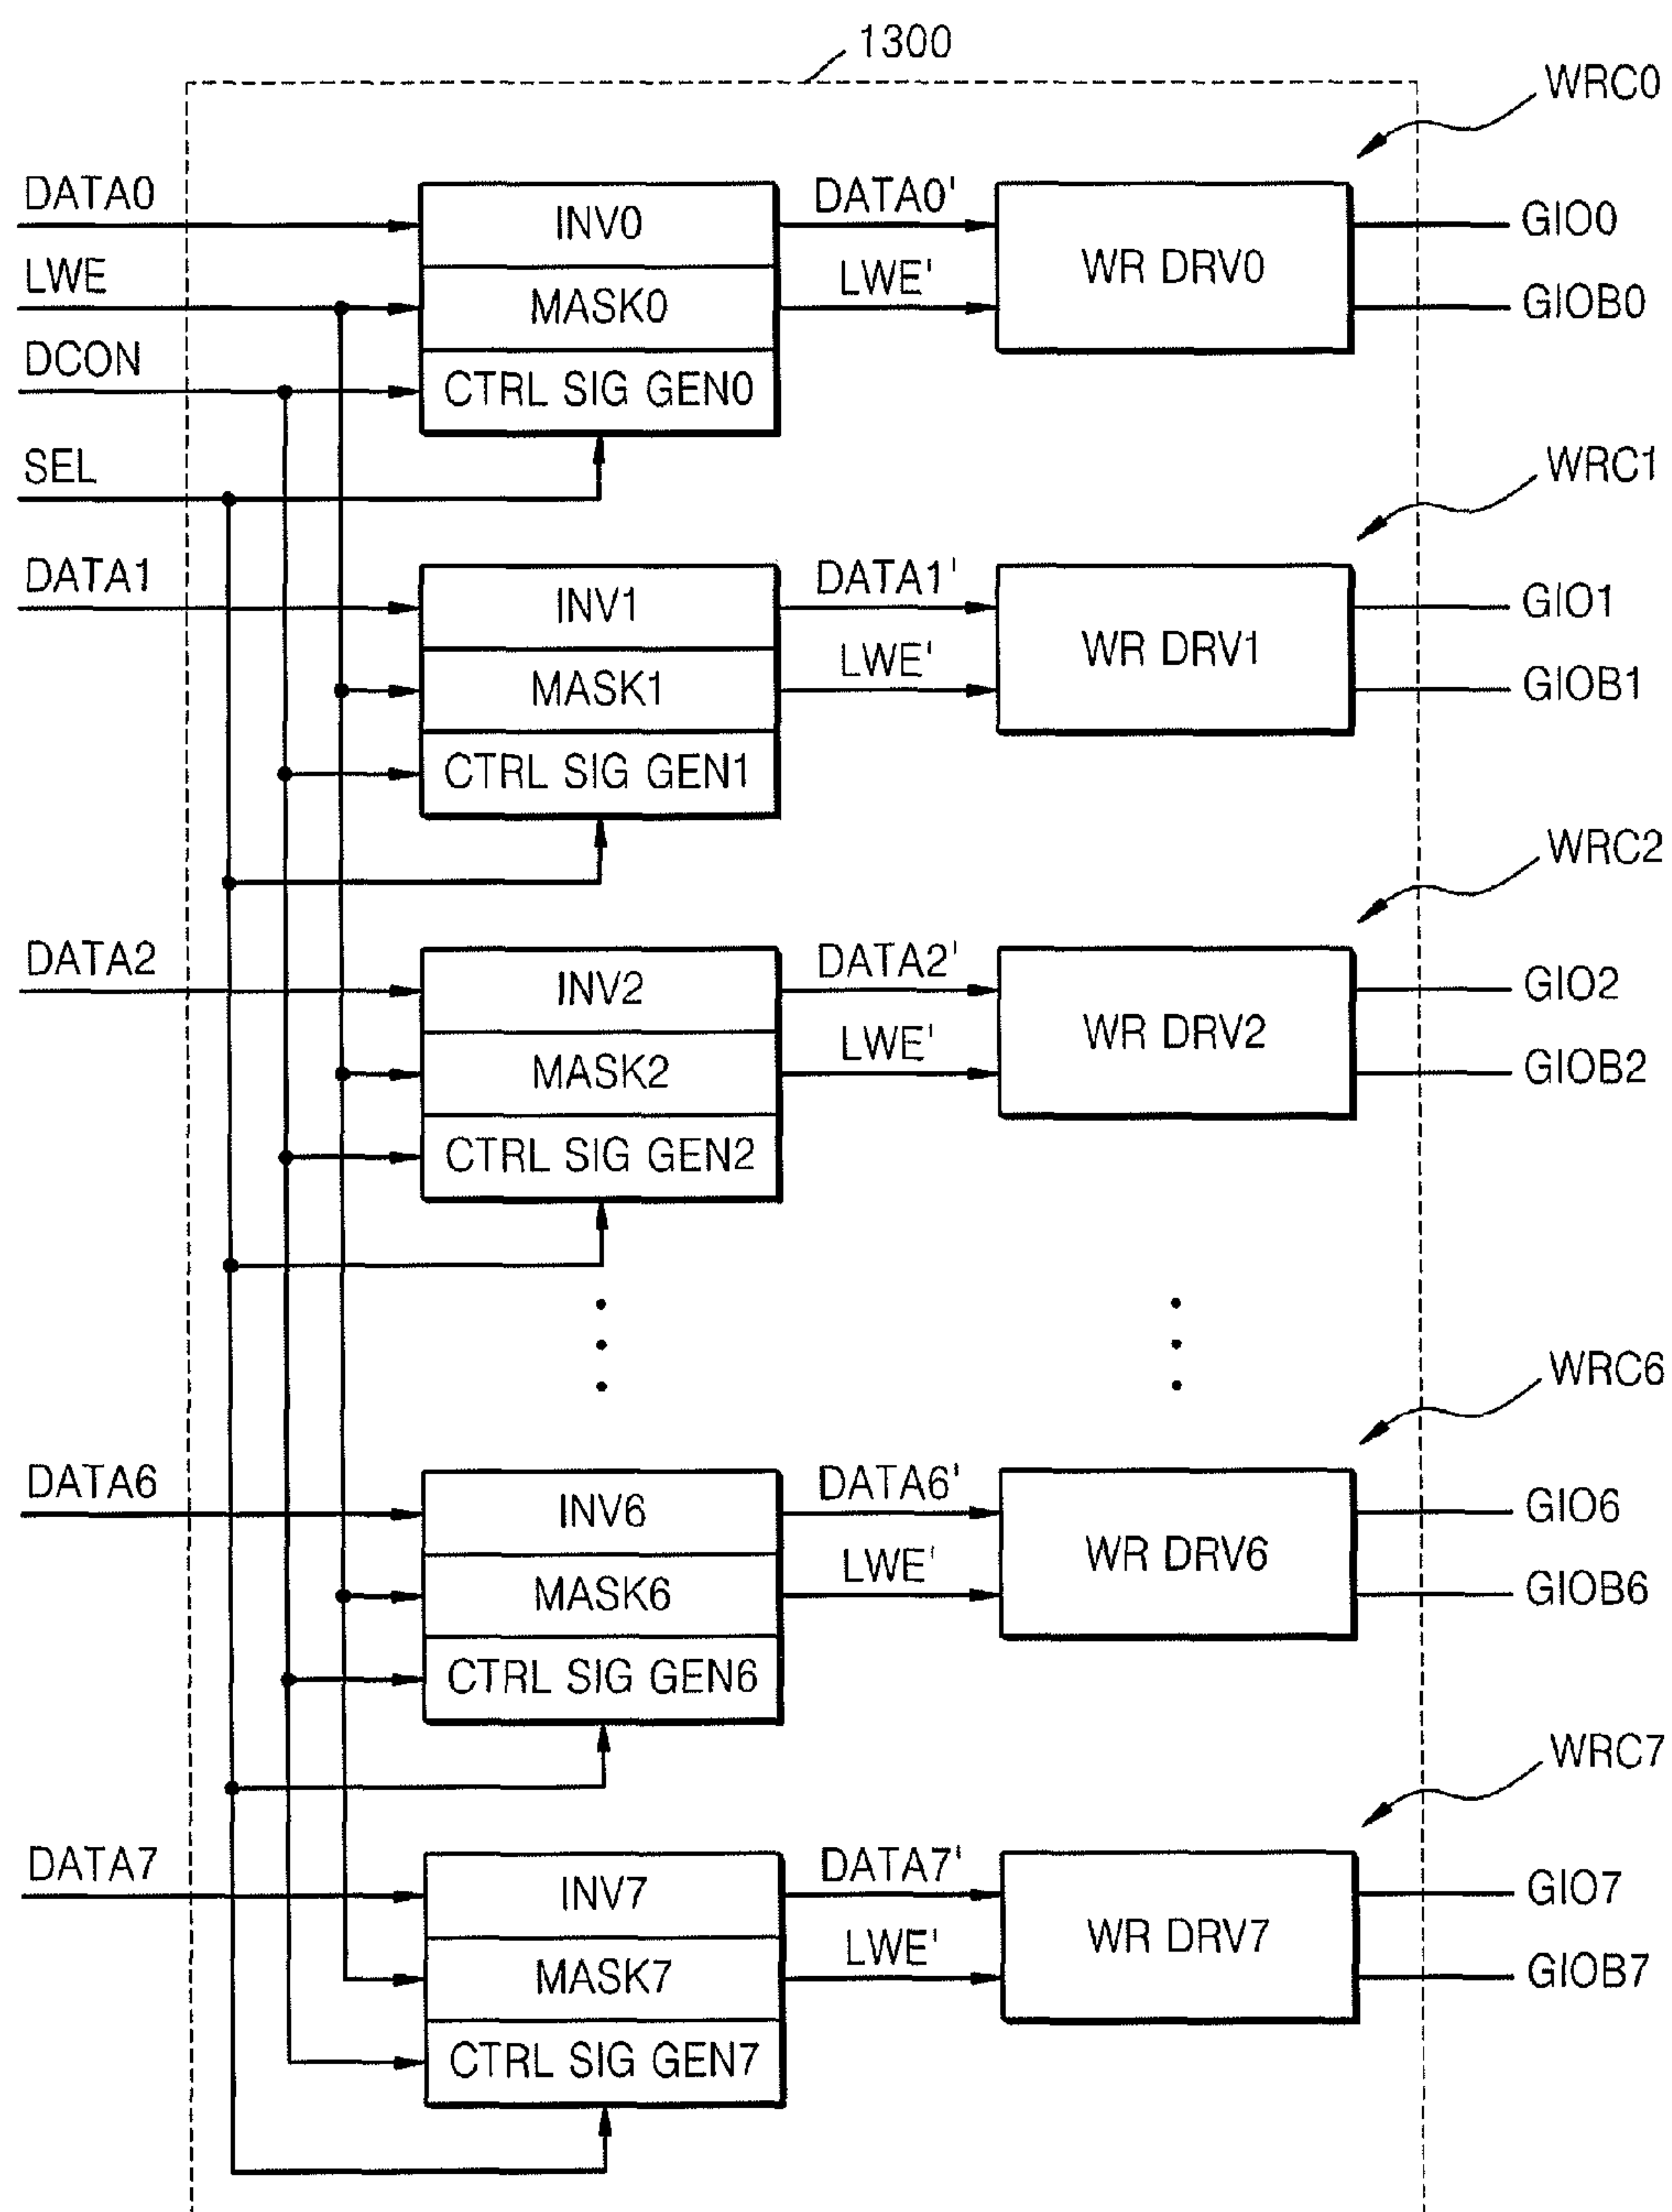 1300
WRC0
DATA0
INV0
DATA0'
WR DRV0
GIO0
LWE
MASK0
LWE'
GIOB0
DCON
CTRL SIG GEN0
SEL
WRC1
DATA1
INV1
DATA1'
WR DRV1
GIO1
MASK1
LWE'
GIOB1
CTRL SIG GEN1
WRC2
DATA2
INV2
DATA2'
WR DRV2
GIO2
MASK2
LWE'
GIOB2
CTRL SIG GEN2
WRC6
DATA6
INV6
DATA6'
WR DRV6
GIO6
MASK6
LWE'
GIOB6
CTRL SIG GEN6
WRC7
DATA7
INV7
DATA7'
WR DRV7
GIO7
MASK7
LWE'
GIOB7
CTRL SIG GEN7